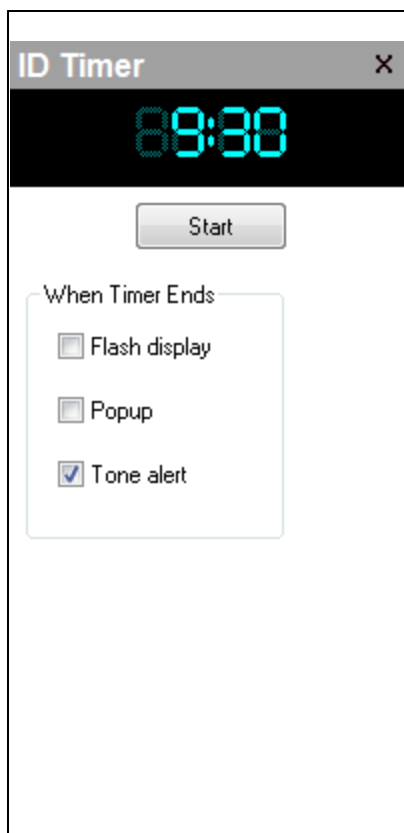 ID Timer X
9:30
Start
When Timer Ends
Flash display
Popup
Tone alert